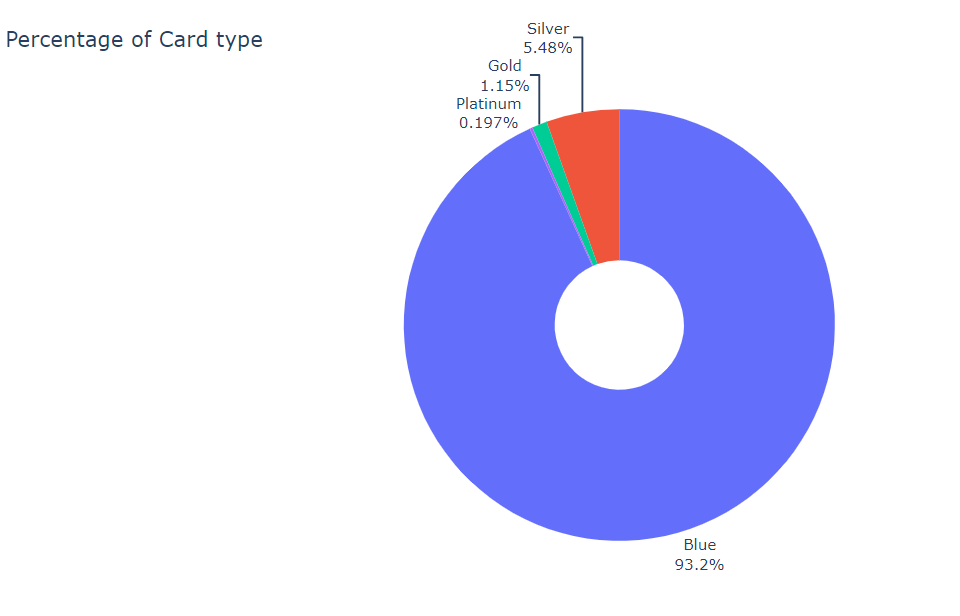 Percentage of Card type
Silver
5.48%
Gold
1.15%
Platinum
0.197%
Blue
93.2%